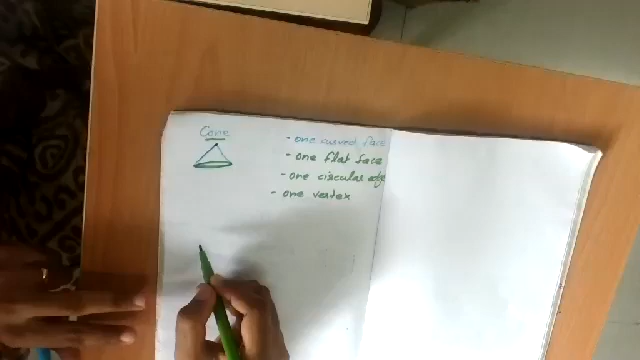 Cone
- one curved face
- one flat face
- one circular edge
- one vertex